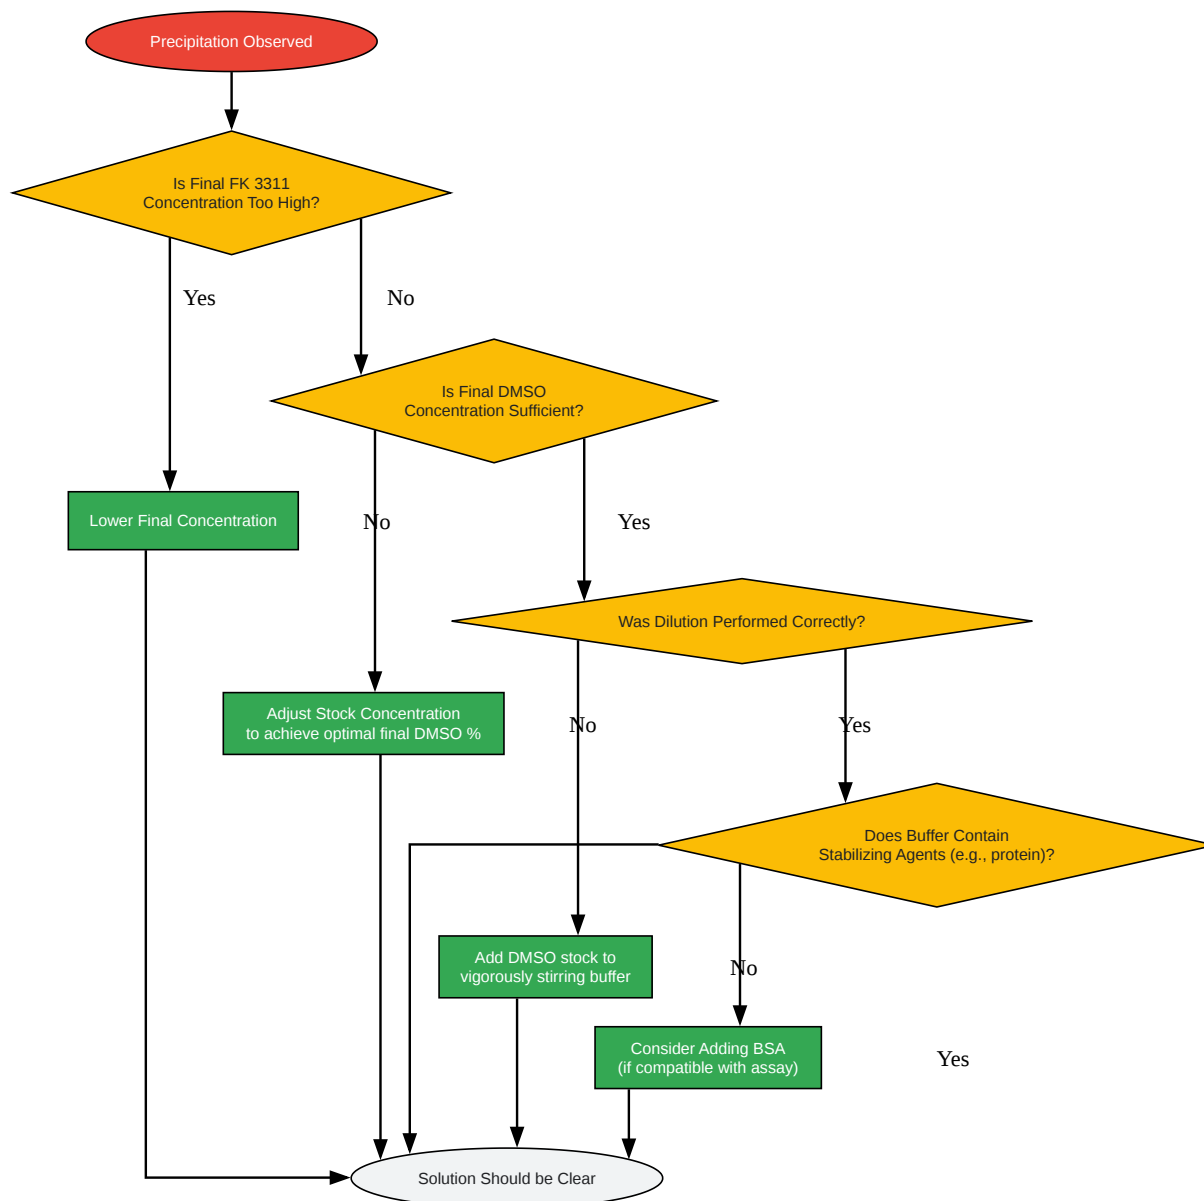 Precipitation Observed
Is Final FK 3311
Concentration Too High?
Yes
No
Is Final DMSO
Concentration Sufficient?
Lower Final Concentration
No
Yes
Was Dilution Performed Correctly?
Adjust Stock Concentration
to achieve optimal final DMSO %
No
Yes
Does Buffer Contain
Stabilizing Agents (e.g., protein)?
Add DMSO stock to
vigorously stirring buffer
No
Consider Adding BSA
(if compatible with assay)
Yes
Solution Should be Clear